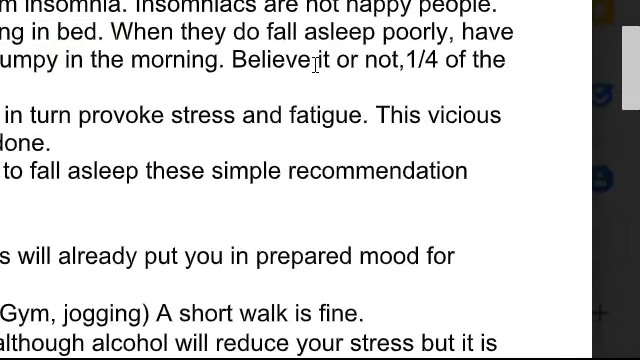 m insomnia. Insomniacs are not happy people.
ng in bed. When they do fall asleep poorly, have
umpy in the morning. Believe it or not,1/4 of the
in turn provoke stress and fatigue. This vicious
done.
to fall asleep these simple recommendation
s will already put you in prepared mood for
Gym, jogging) A short walk is fine.
although alcohol will reduce your stress but it is